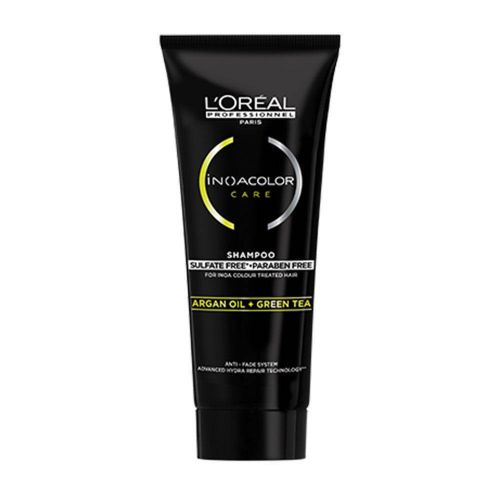 L'ORÉAL
PROFESSIONNEL
PARIS
iNOACOLOR
CARE
SHAMPOO
SULFATE FREE*•PARABEN FREE
FOR INOA COLOUR TREATED HAIR
ARGAN OIL + GREEN TEA
ANTI - FADE SYSTEM
ADVANCED HYDRA REPAIR TECHNOLOGY**